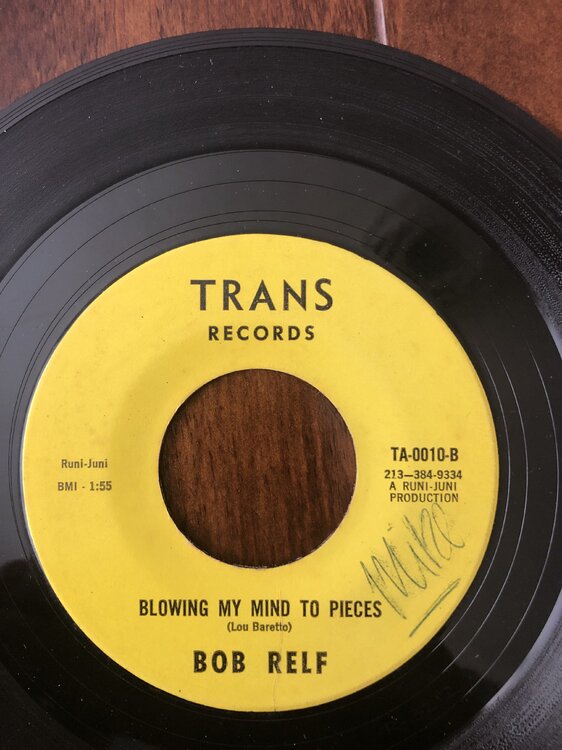 TRANS
RECORDS
Runi-Juni
BMI - 1:55
TA-0010-B
213—384-9334
A RUNI-JUNI
PRODUCTION
Mike
BLOWING MY MIND TO PIECES
(Lou Baretto)
BOB RELF